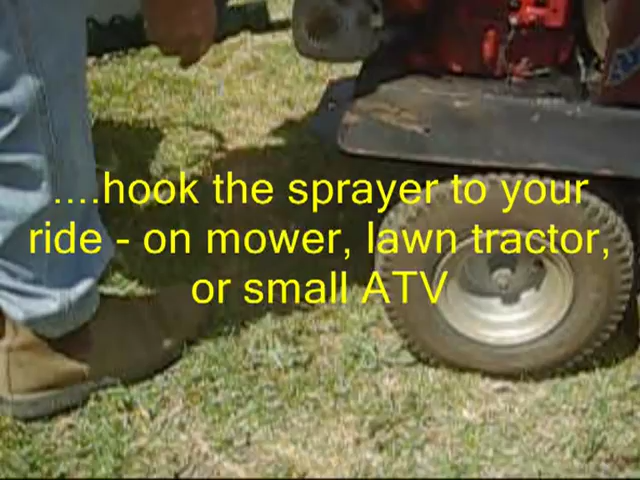 ....hook the sprayer to your
ride - on mower, lawn tractor,
or small ATV